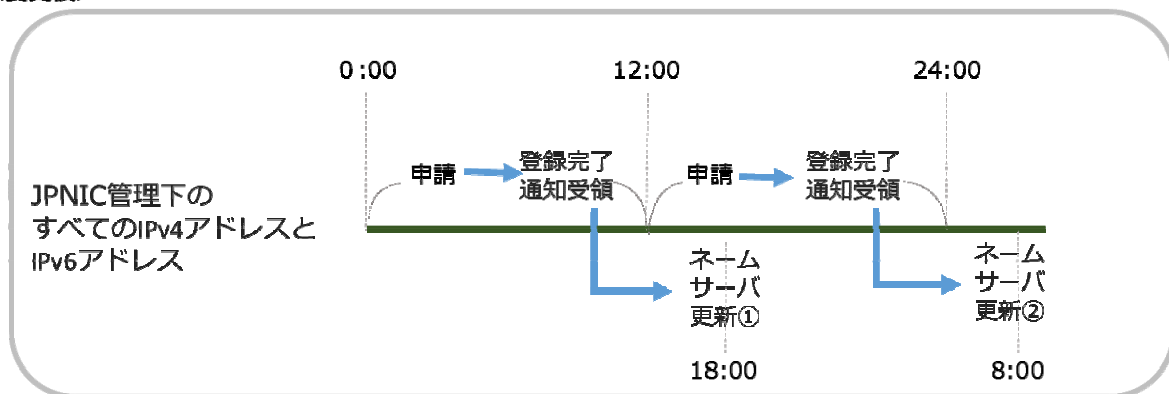 0:00
12:00
24:00
申請
登録完了
通知受領
申請
登録完了
通知受領
JPNIC管理下の
すべてのIPv4アドレスと
IPv6アドレス
ネーム
サーバ
更新①
ネーム
サーバ
更新②
18:00
8:00